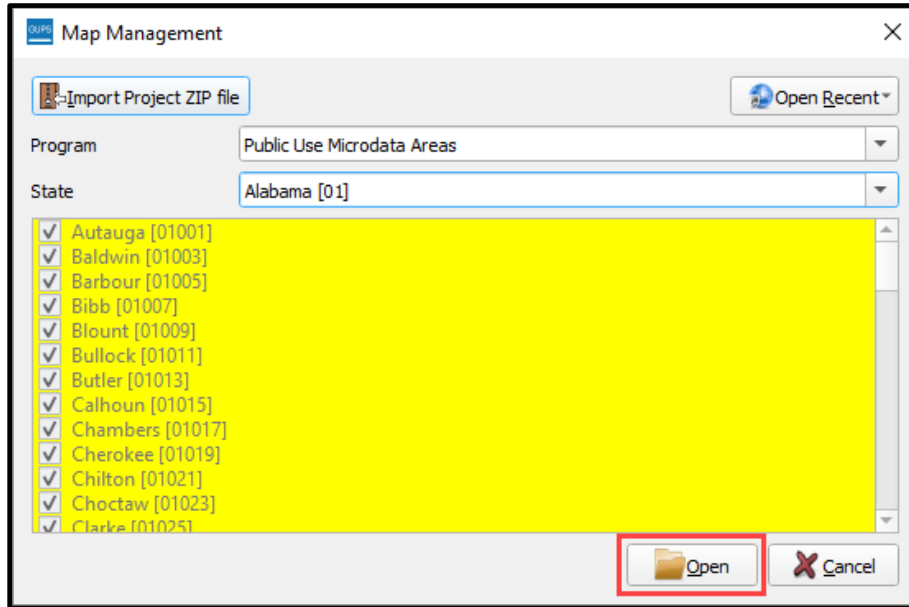 GUPS Map Management
Import Project ZIP file
Open Recent
Program
Public Use Microdata Areas
State
Alabama [01]
Autauga [01001]
Baldwin [01003]
Barbour [01005]
Bibb [01007]
Blount [01009]
Bullock [01011]
Butler [01013]
Calhoun [01015]
Chambers [01017]
Cherokee [01019]
Chilton [01021]
Choctaw [01023]
Clarke [01025]
Open
Cancel